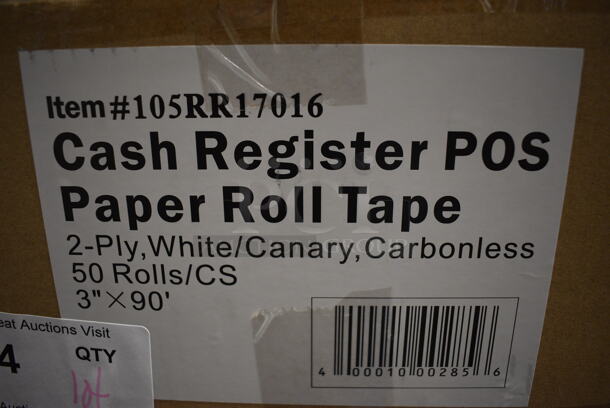 Item#105RR17016
Cash Register POS
Paper Roll Tape
2-Ply,White/Canary,Carbonless
50 Rolls/CS
3"×90'
4 00010 00285 6
eat Auctions Visit
4 QTY
lot